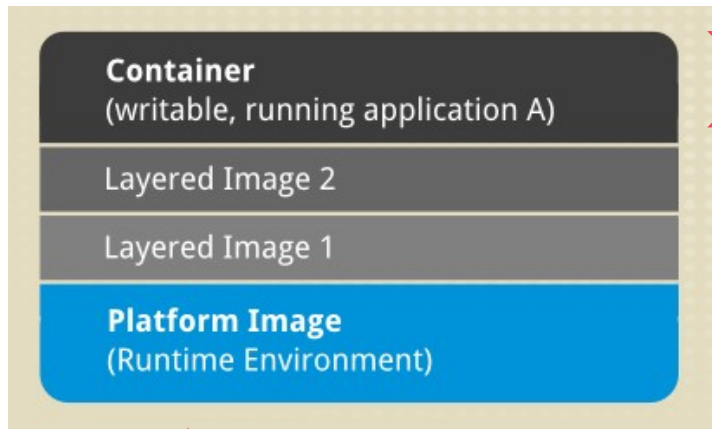 Container
(writable, running application A)
Layered Image 2
Layered Image 1
Platform Image
(Runtime Environment)